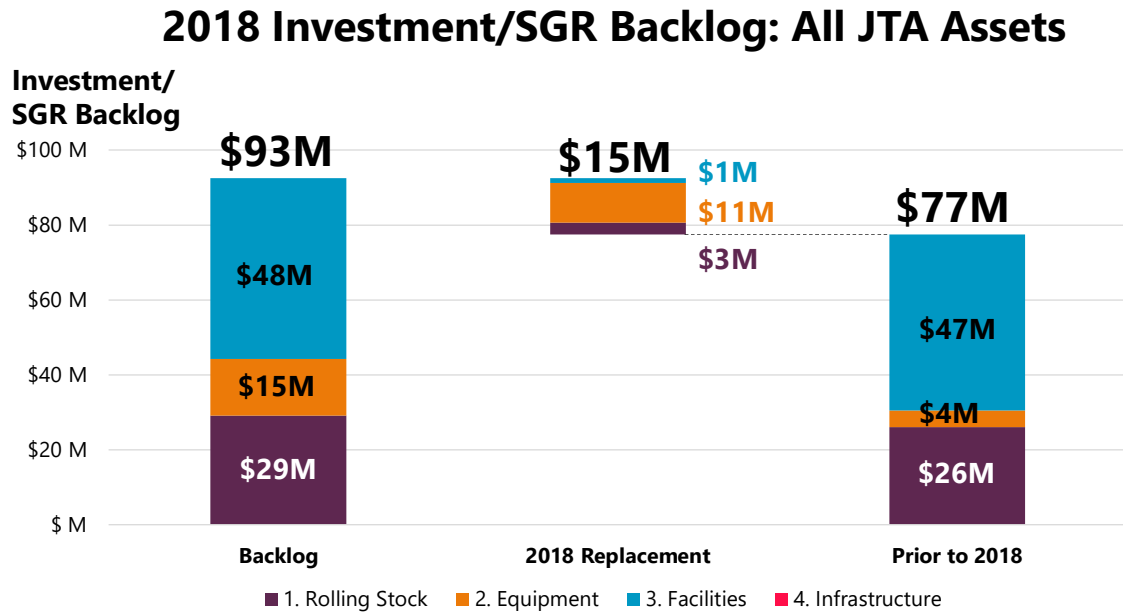 2018 Investment/SGR Backlog: All JTA Assets
Investment/
SGR Backlog
$100 M
$80 M
$60 M
$40 M
$20 M
$ M
$93M
$48M
$15M
$29M
$15M
$1M
$11M
$3M
$77M
$47M
$4M
$26M
Backlog
2018 Replacement
Prior to 2018
1. Rolling Stock
2. Equipment
3. Facilities
4. Infrastructure